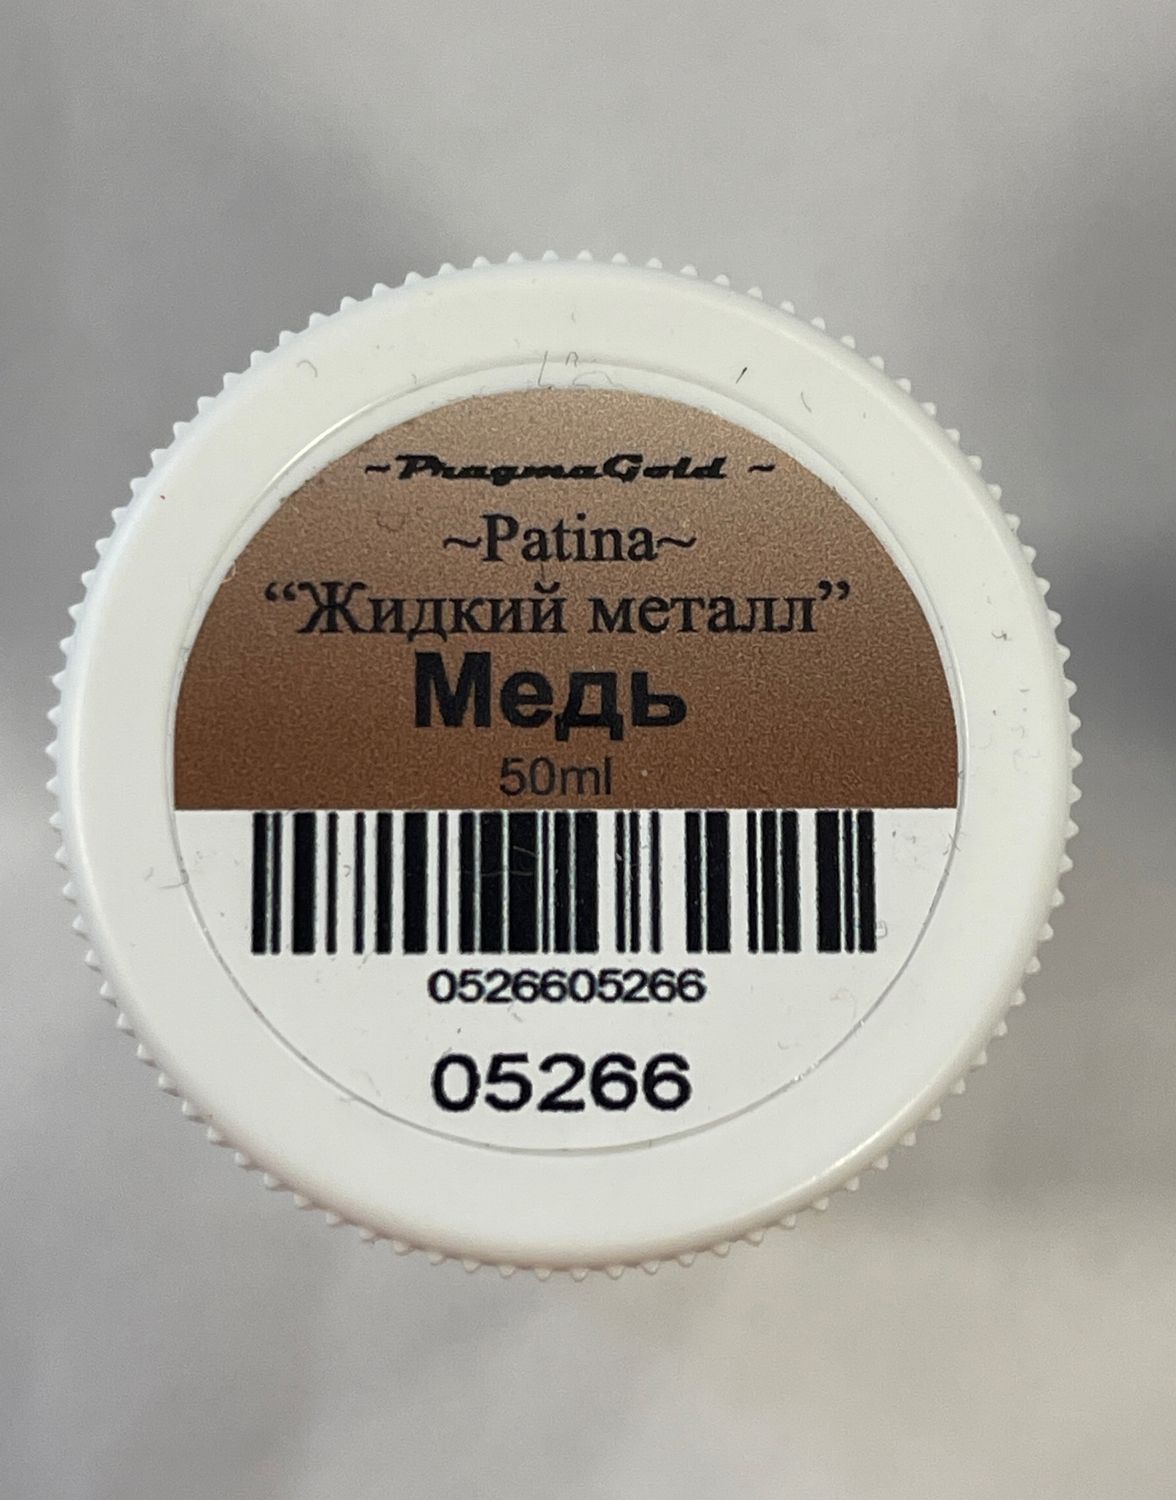 ~PragmaGold ~
~Patina~
“Жидкий металл”
Медь
50ml
0526605266
05266